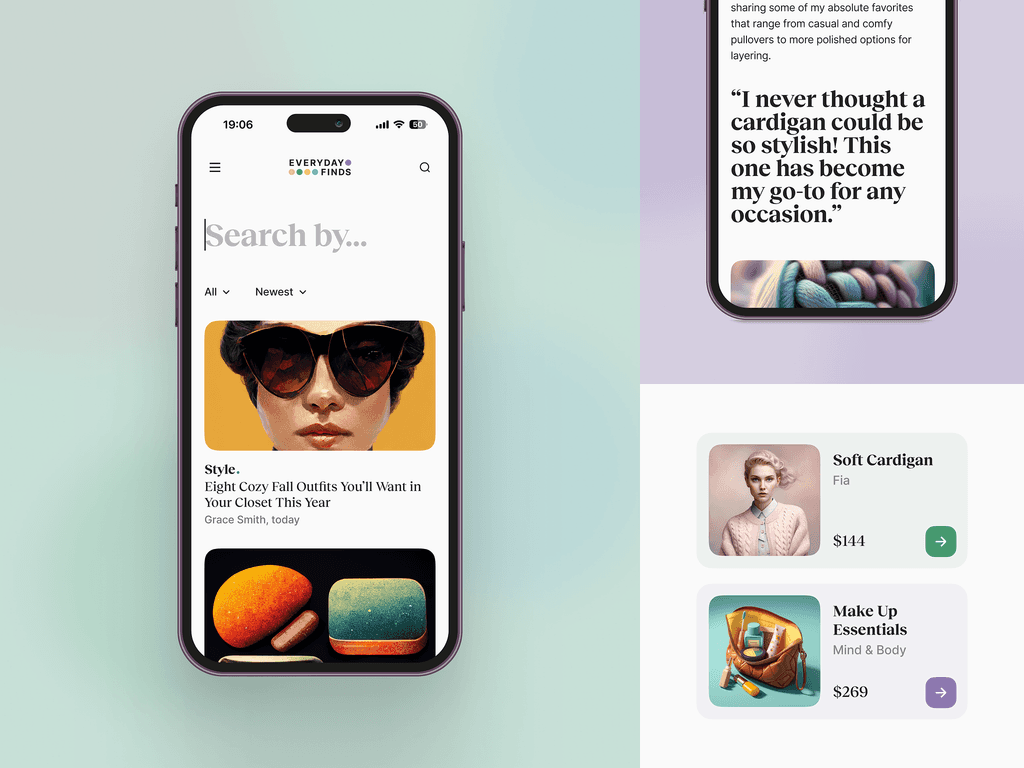 19:06
50
EVERYDAY
FINDS
Search by...
All
Newest
Style.
Eight Cozy Fall Outfits You’ll Want in
Your Closet This Year
Grace Smith, today
sharing some of my absolute favorites
that range from casual and comfy
pullovers to more polished options for
layering.
“I never thought a
cardigan could be
so stylish! This
one has become
my go-to for any
occasion.”
Soft Cardigan
Fia
$144
Make Up
Essentials
Mind & Body
$269